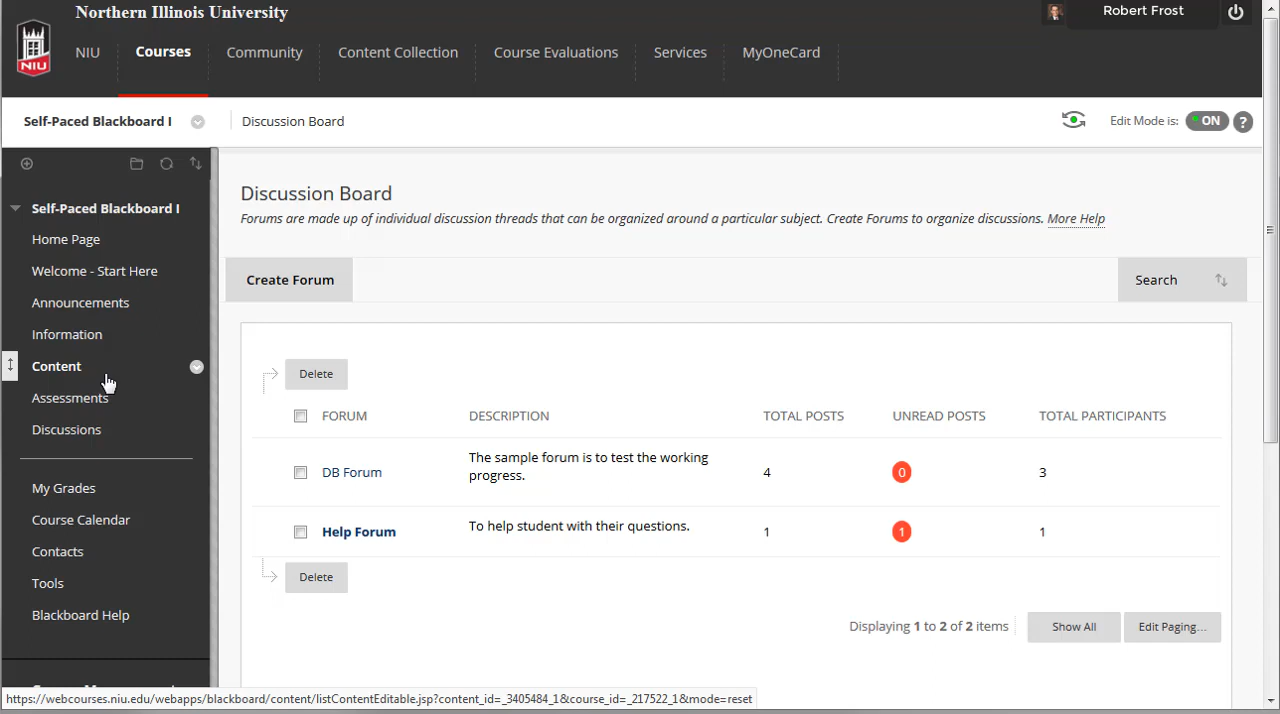 Northern Illinois University
Robert Frost
NIU
NIU
Courses
Community
Content Collection
Course Evaluations
Services
MyOneCard
Self-Paced Blackboard I
Discussion Board
Edit Mode is:
ON
?
Self-Paced Blackboard I
Home Page
Welcome - Start Here
Announcements
Information
Content
Assessments
Discussions
My Grades
Course Calendar
Contacts
Tools
Blackboard Help
Discussion Board
Forums are made up of individual discussion threads that can be organized around a particular subject. Create Forums to organize discussions. More Help
Create Forum
Search
Delete
FORUM DESCRIPTION TOTAL POSTS UNREAD POSTS TOTAL PARTICIPANTS
DB Forum
The sample forum is to test the working
progress.
4 0 3
Help Forum To help student with their questions. 1 1 1
Delete
Displaying 1 to 2 of 2 items
Show All
Edit Paging...
https://webcourses.niu.edu/webapps/blackboard/content/listContentEditable.jsp?content_id=_3405484_1&course_id=_217522_1&mode=reset